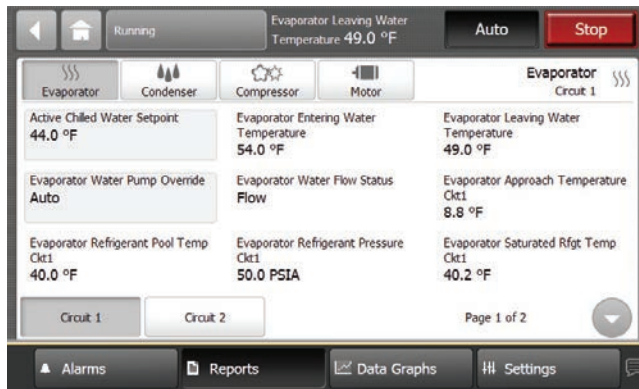 Running
Evaporator Leaving Water
Temperature 49.0 °F
Auto
Stop
Evaporator
Condenser
Compressor
Motor
Evaporator
Circuit 1
Active Chilled Water Setpoint
44.0 °F
Evaporator Entering Water
Temperature
54.0 °F
Evaporator Leaving Water
Temperature
49.0 °F
Evaporator Water Pump Override
Auto
Evaporator Water Flow Status
Flow
Evaporator Approach Temperature
Ckt1
8.8 °F
Evaporator Refrigerant Pool Temp
Ckt1
40.0 °F
Evaporator Refrigerant Pressure
Ckt1
50.0 PSIA
Evaporator Saturated Rfgt Temp
Ckt1
40.2 °F
Circuit 1
Circuit 2
Page 1 of 2
Alarms
Reports
Data Graphs
Settings